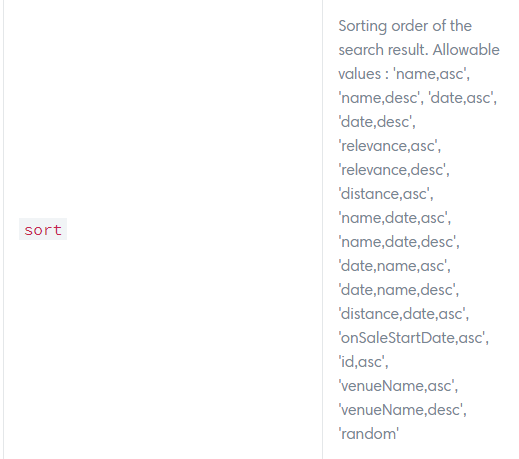 sort
Sorting order of the
search result. Allowable
values : 'name,asc',
'name,desc', 'date,asc',
'date,desc',
'relevance,asc',
'relevance,desc',
'distance,asc',
'name,date,asc',
'name,date,desc',
'date,name,asc',
'date,name,desc',
'distance,date,asc',
'onSaleStartDate,asc',
'id,asc',
'venueName,asc',
'venueName,desc',
'random'